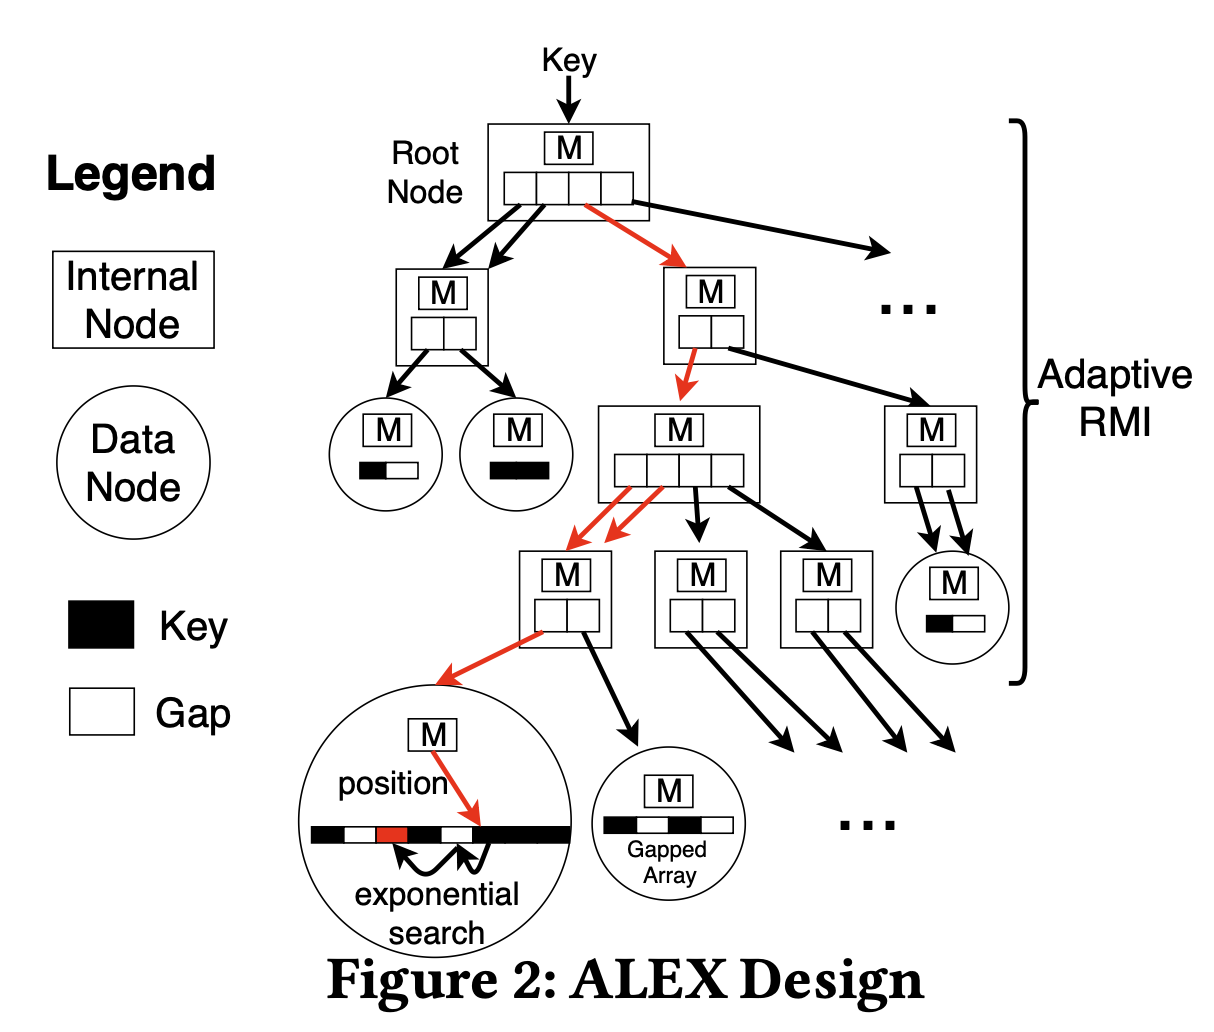 Key
Root
Node
M
Legend
Internal
Node
M
M
...
Adaptive
RMI
Data
Node
M
M
M
M
M
M
M
M
Key
Gap
M
position
M
Gapped
Array
...
exponential
search
Figure 2: ALEX Design